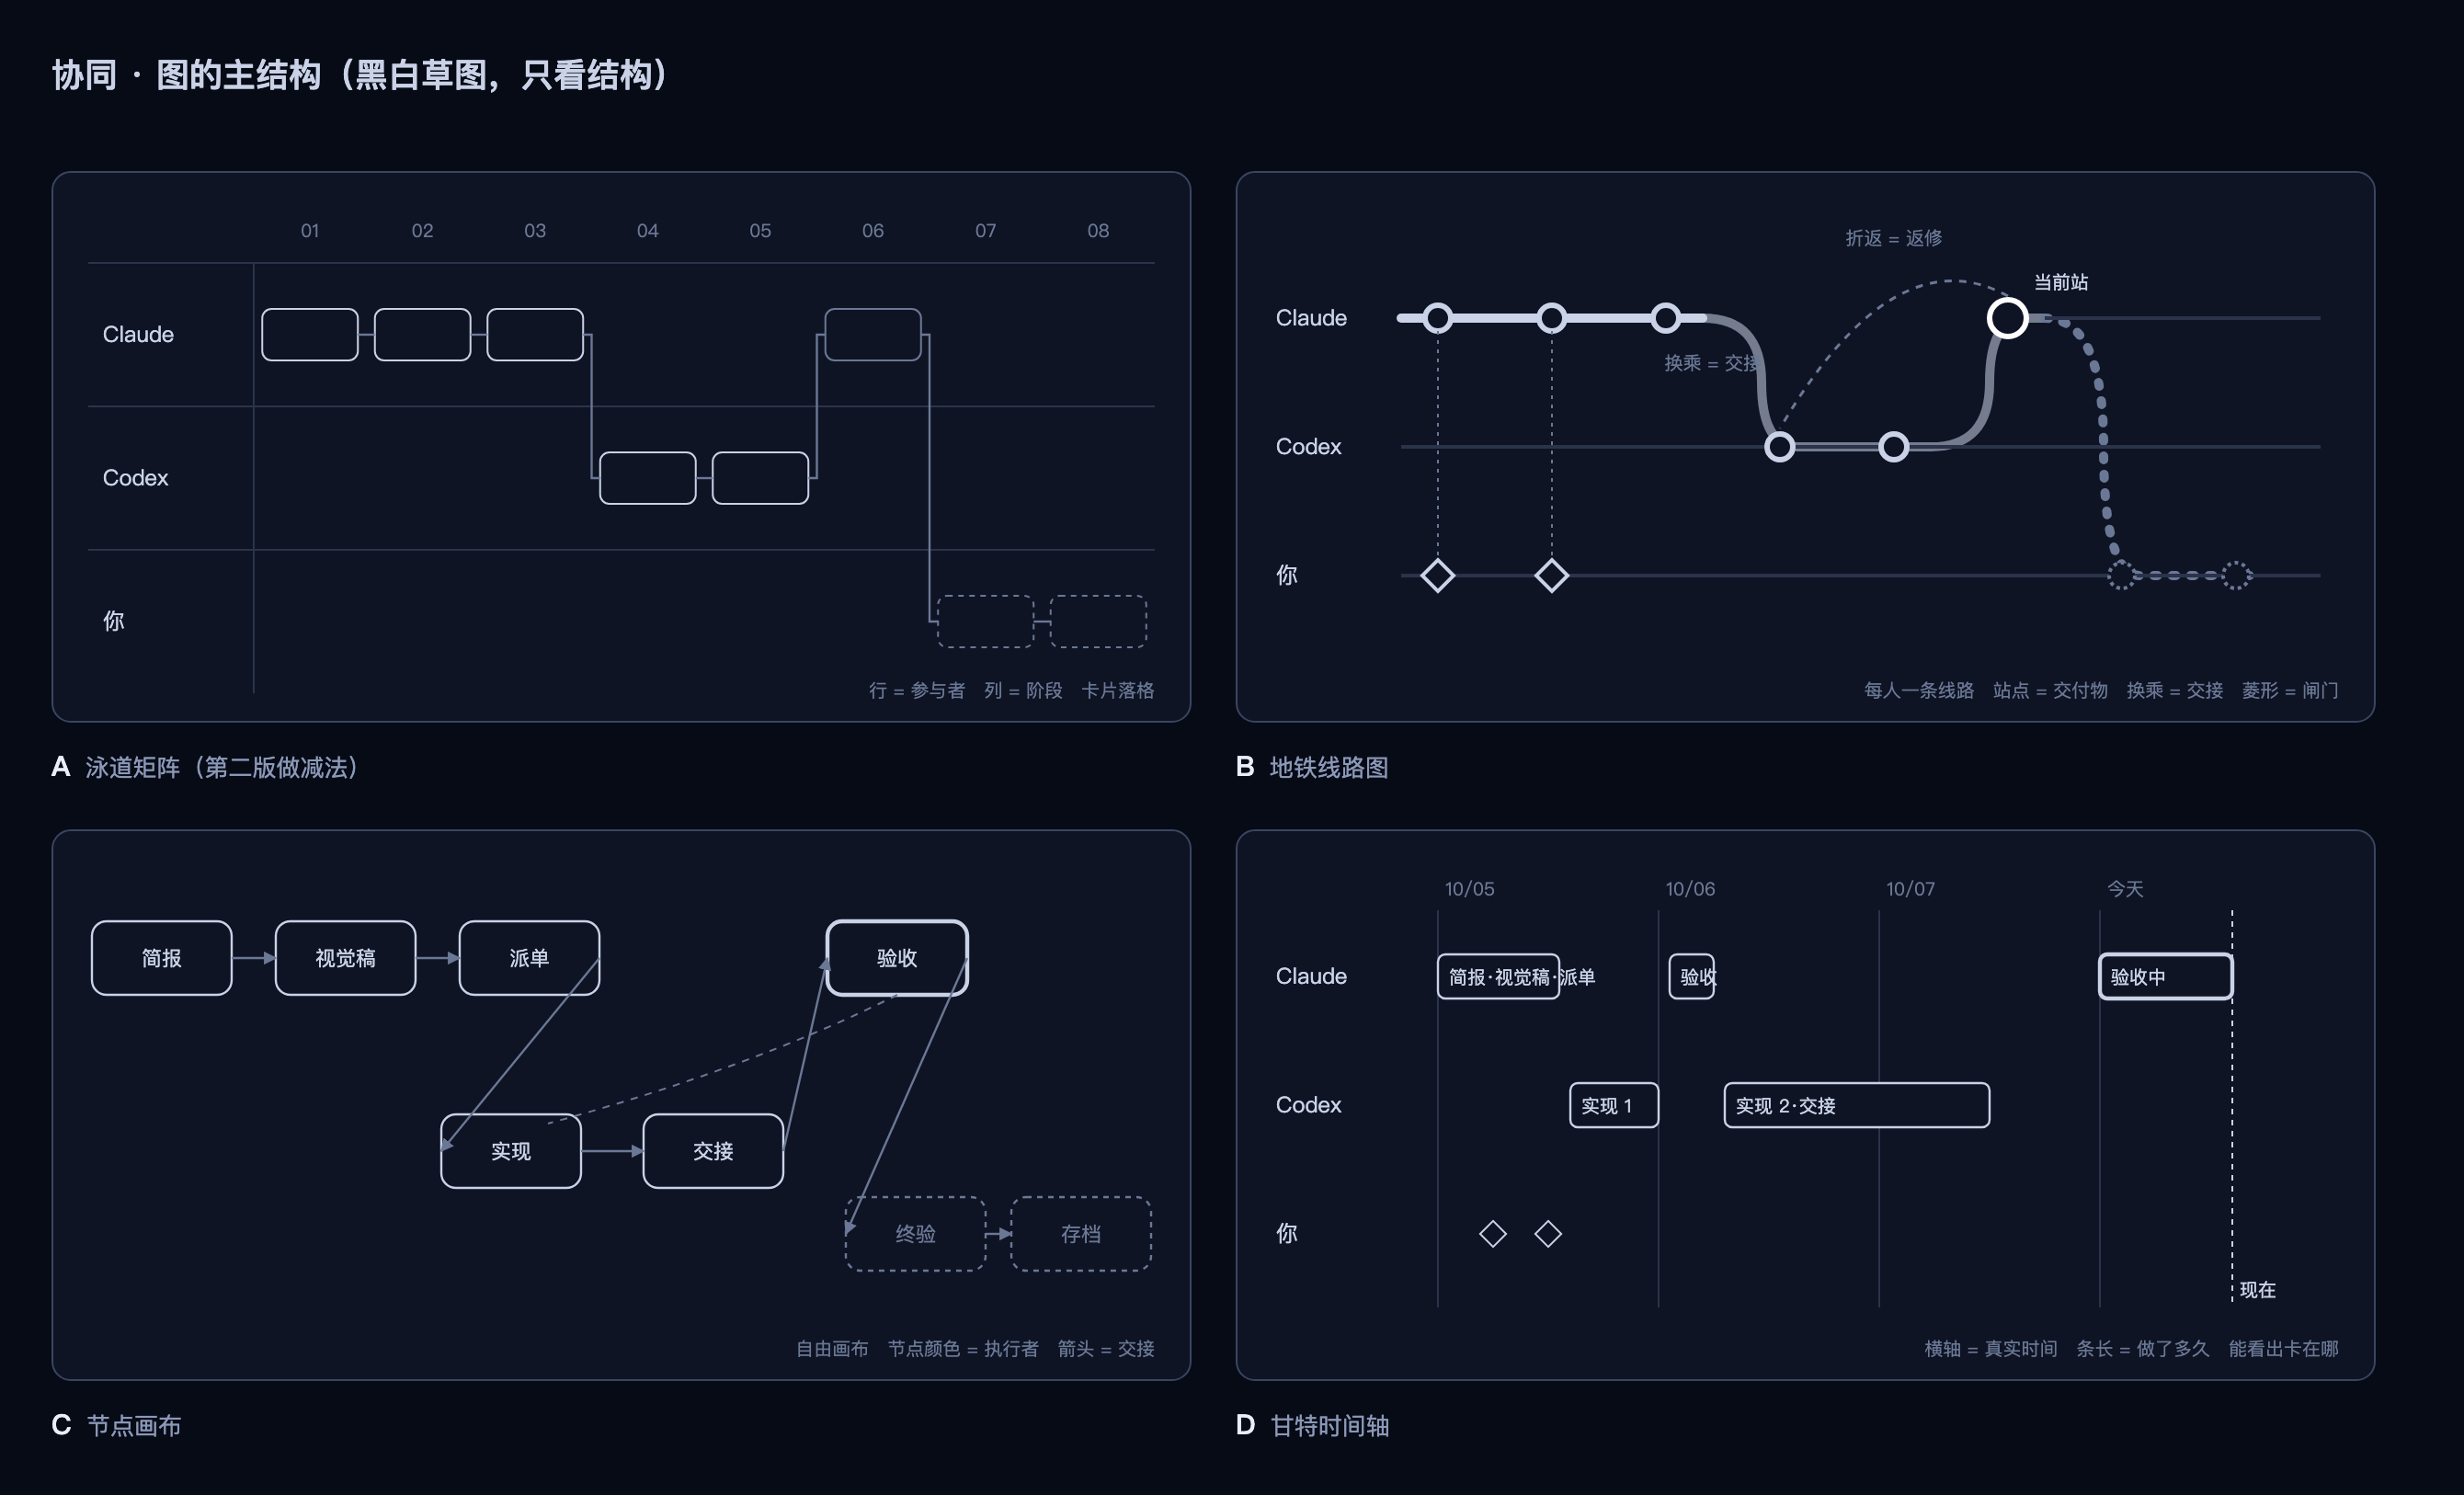 协同 · 图的主结构（黑白草图，只看结构）
01 02 03 04 05 06 07 08
Claude
Codex
你
行 = 参与者 列 = 阶段 卡片落格
A 泳道矩阵（第二版做减法）
折返 = 返修
当前站
Claude
换乘 = 交接
Codex
你
每人一条线路 站点 = 交付物 换乘 = 交接 菱形 = 闸门
B 地铁线路图
简报 视觉稿 派单 验收
实现 交接
终验 存档
自由画布 节点颜色 = 执行者 箭头 = 交接
C 节点画布
10/05 10/06 10/07 今天
Claude 简报·视觉稿·派单 验收 验收中
Codex 实现 1 实现 2·交接
你
现在
横轴 = 真实时间 条长 = 做了多久 能看出卡在哪
D 甘特时间轴